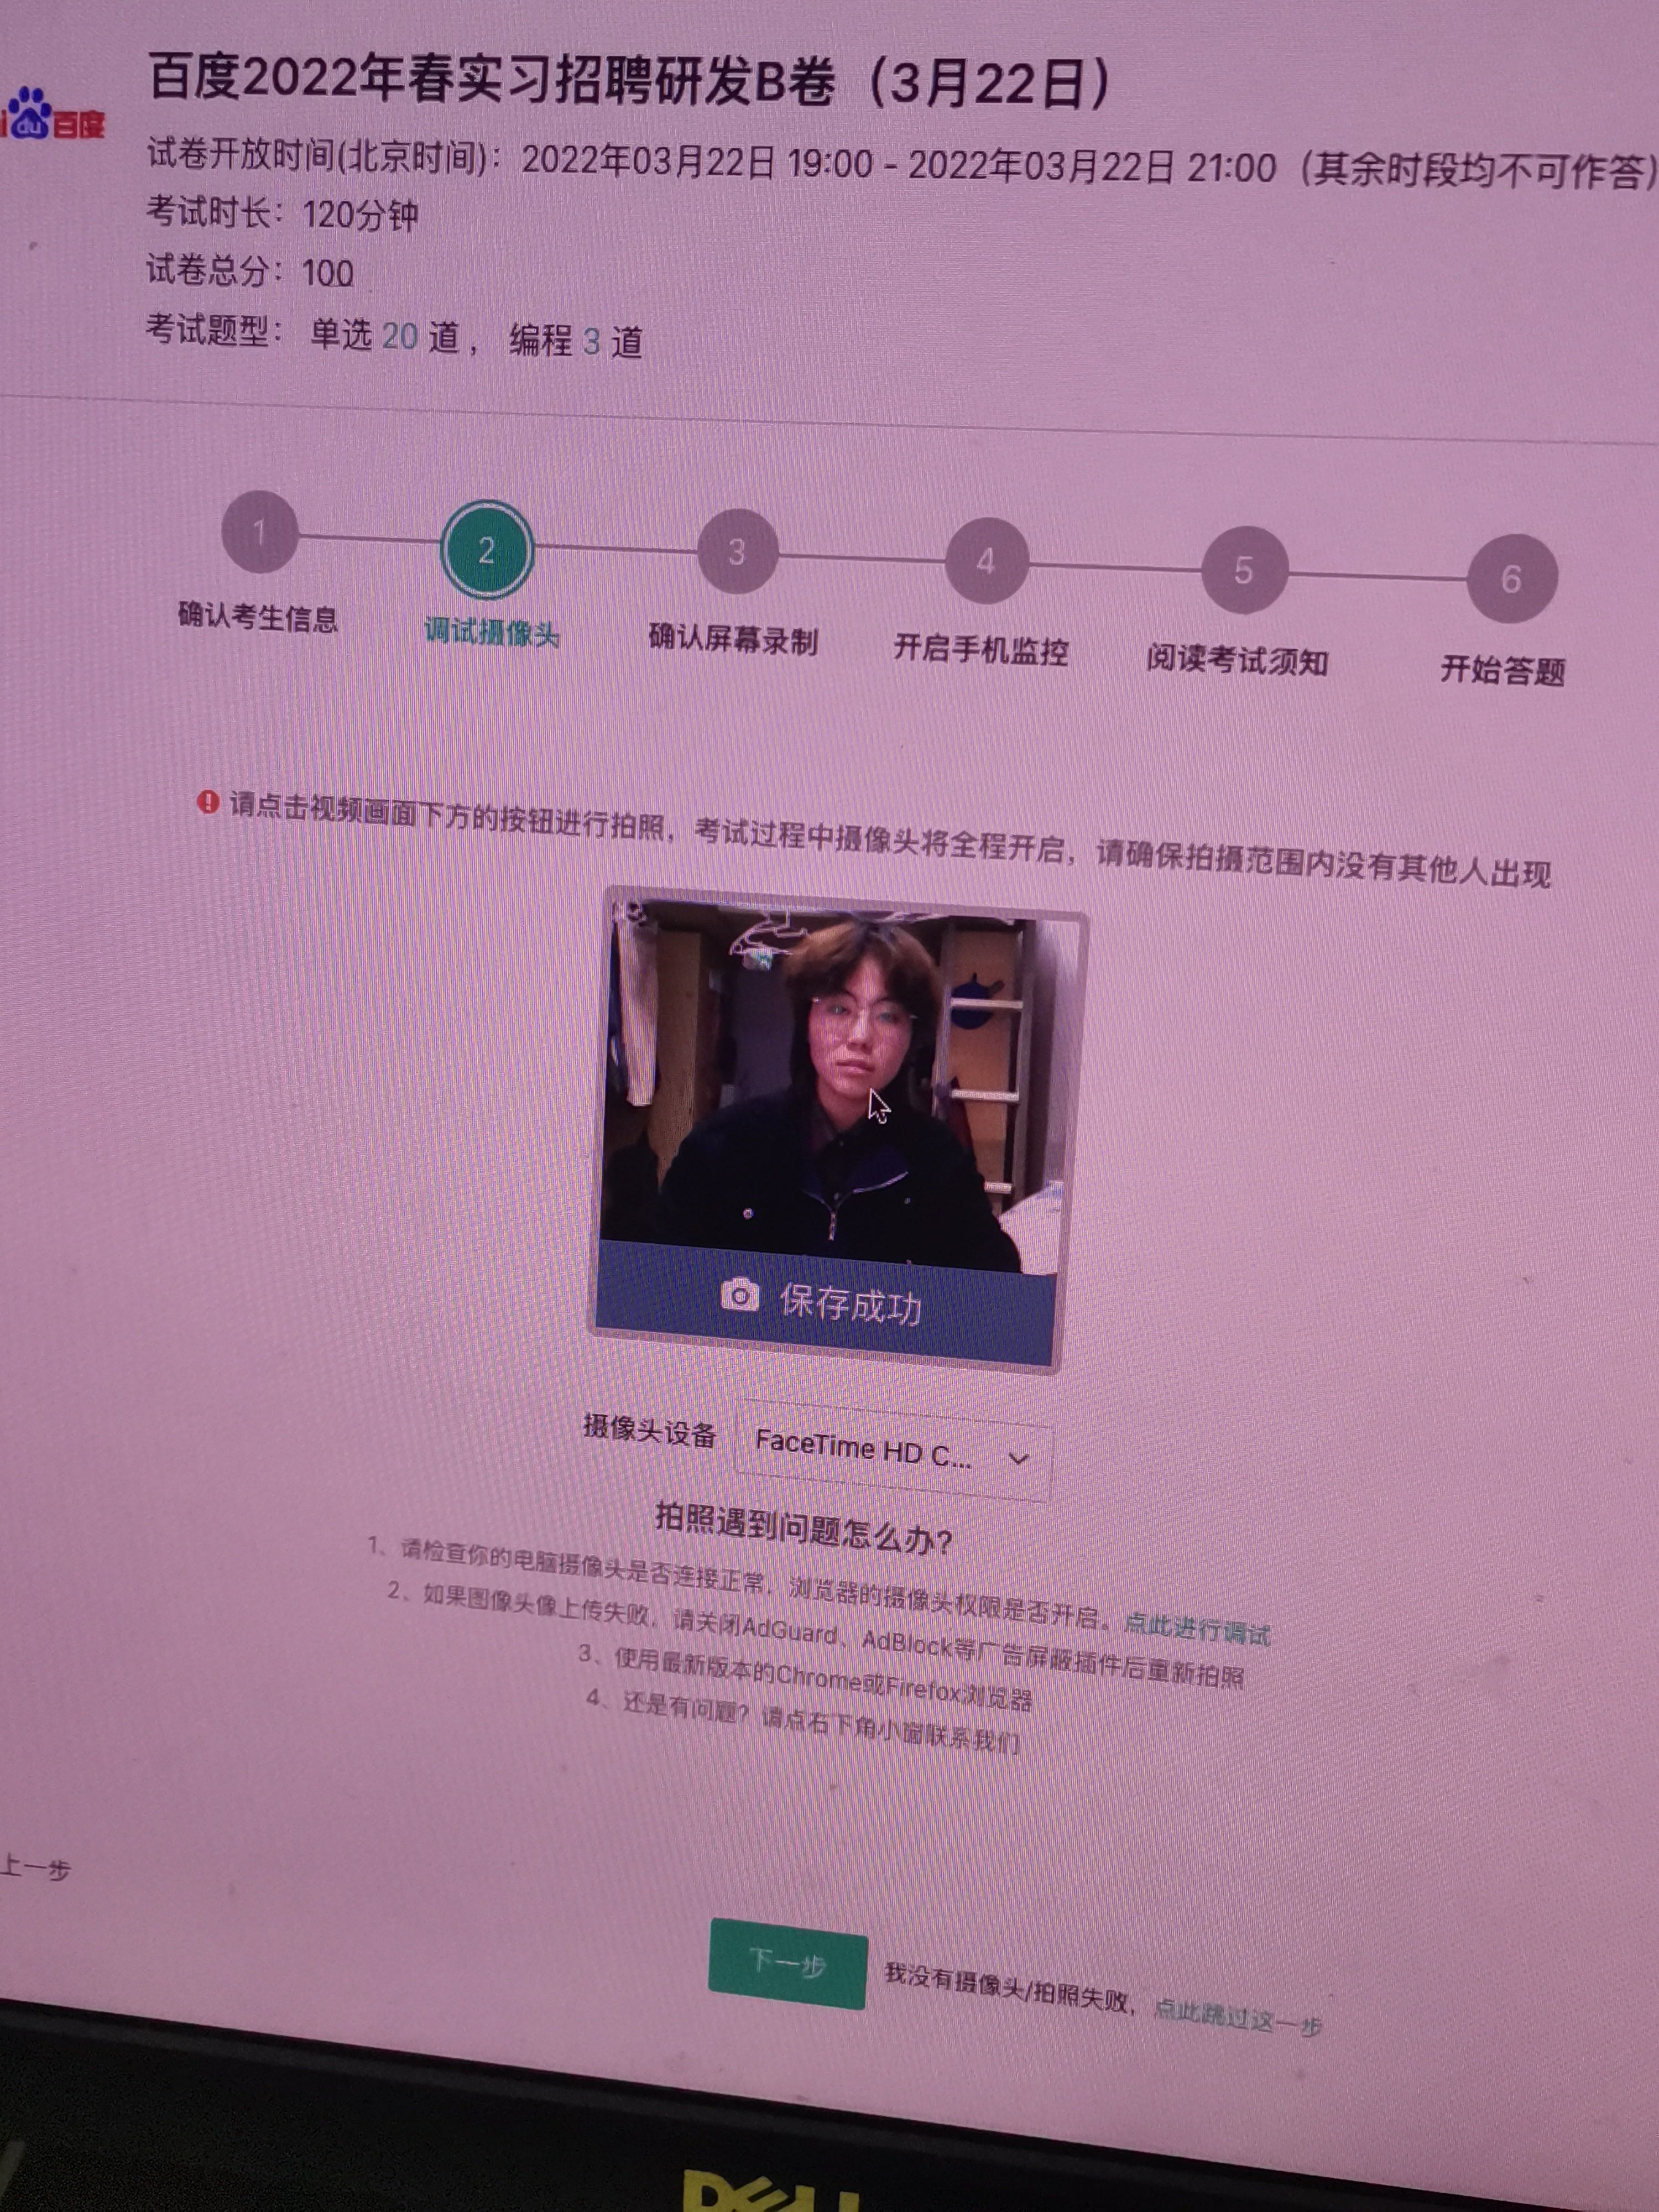 百度2022年春实习招聘研发B卷（3月22日）
du百度
试卷开放时间(北京时间)：2022年03月22日 19:00 - 2022年03月22日 21:00（其余时段均不可作答)
考试时长：120分钟
试卷总分：100
考试题型： 单选 20 道， 编程 3 道
1 2 3 4 5 6
确认考生信息 调试摄像头 确认屏幕录制 开启手机监控 阅读考试须知 开始答题
请点击视频画面下方的按钮进行拍照，考试过程中摄像头将全程开启，请确保拍摄范围内没有其他人出现
保存成功
摄像头设备 FaceTime HD C...
拍照遇到问题怎么办?
1、请检查你的电脑摄像头是否连接正常，浏览器的摄像头权限是否开启。点此进行调试
2、如果图像头像上传失败，请关闭AdGuard、AdBlock等广告屏蔽插件后重新拍照
3、使用最新版本的Chrome或Firefox浏览器
4、还是有问题？请点右下角小窗联系我们
上一步
下一步 我没有摄像头/拍照失败，点此跳过这一步
DELL